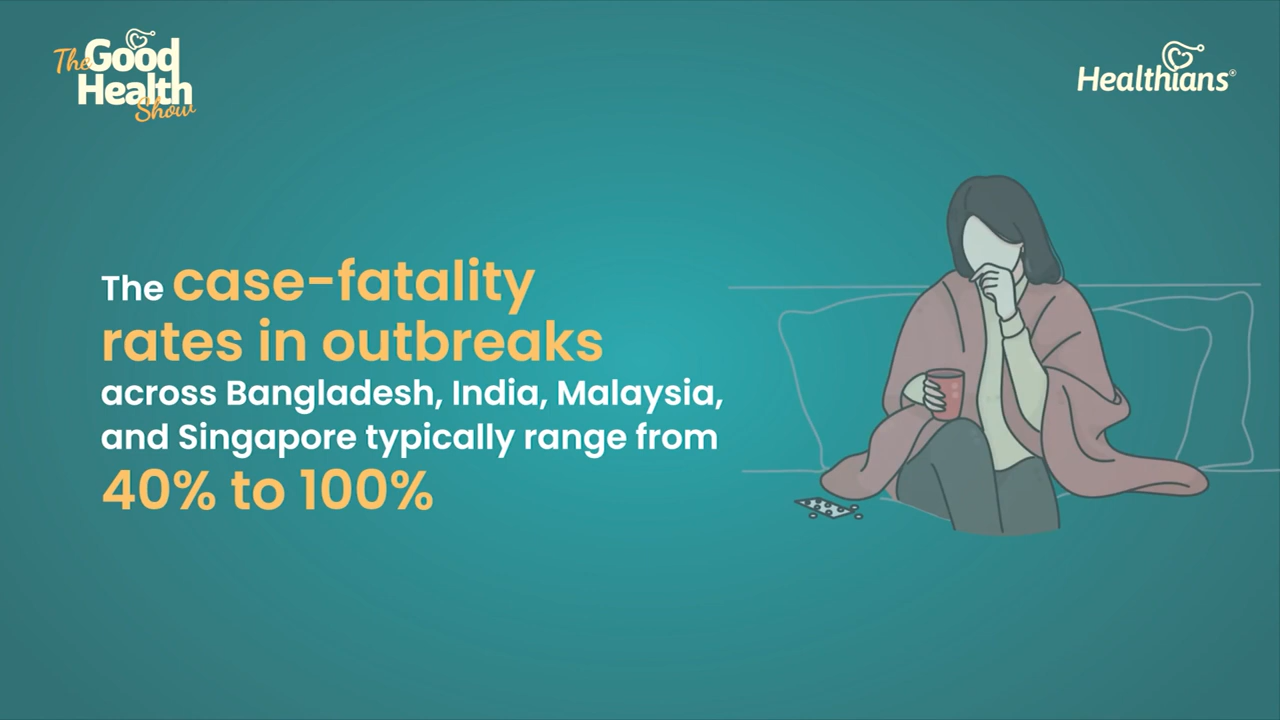 The Good
Health
Show
Healthians®
The case-fatality
rates in outbreaks
across Bangladesh, India, Malaysia,
and Singapore typically range from
40% to 100%